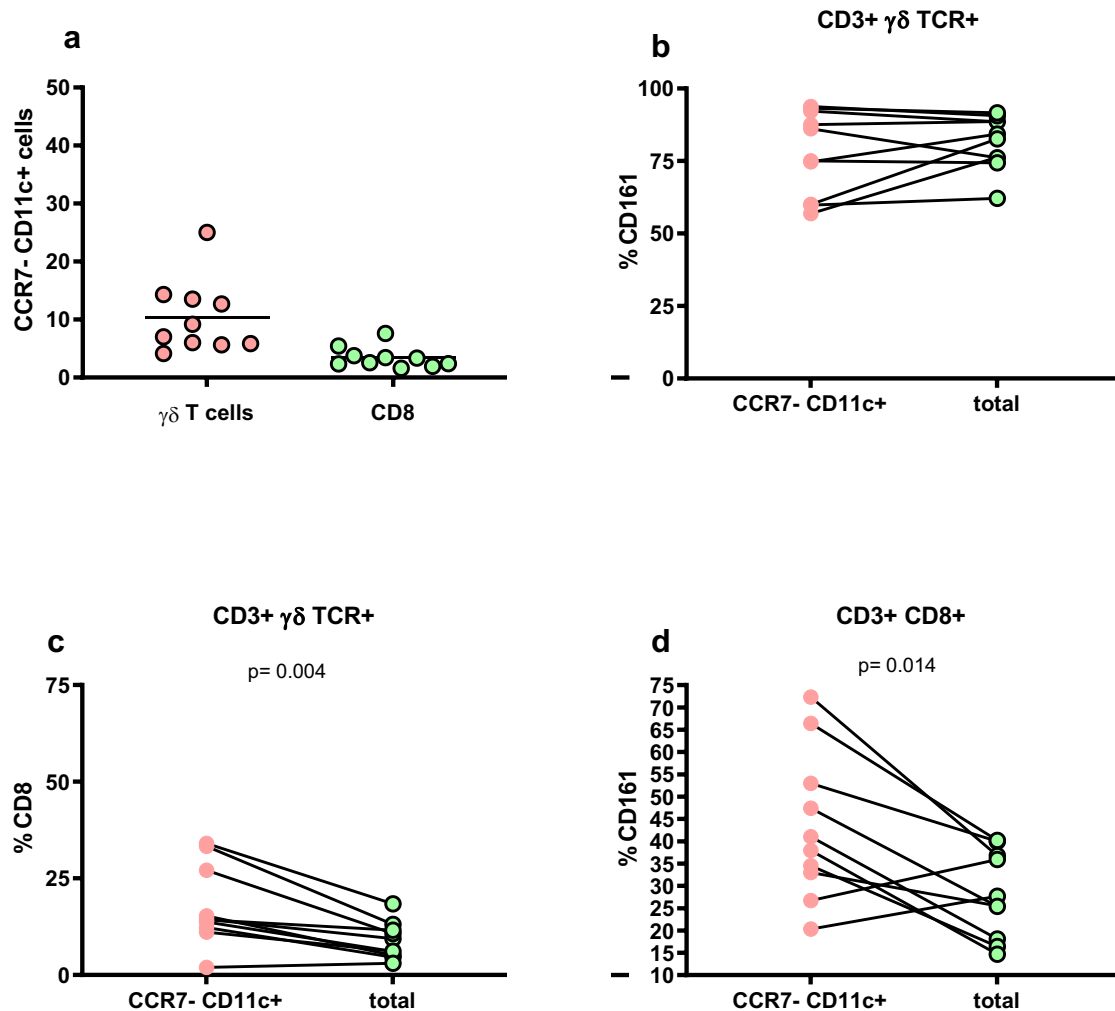 a
CCR7- CD11c+ cells
50
40
30
20
10
0
γδ T cells
CD8
b
CD3+ γδ TCR+
% CD161
100
75
50
25
0
CCR7- CD11c+
total
c
CD3+ γδ TCR+
p= 0.004
% CD8
75
50
25
0
CCR7- CD11c+
total
d
CD3+ CD8+
p= 0.014
% CD161
75
70
65
60
55
50
45
40
35
30
25
20
15
10
CCR7- CD11c+
total